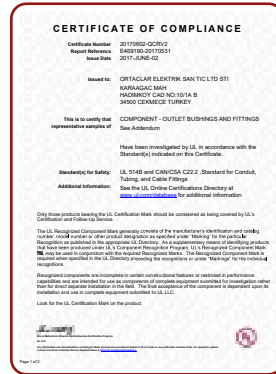 CERTIFICATE OF COMPLIANCE
Certificate Number 20170602-QCRV2
Report Reference E469190-20170531
Issue Date 2017-JUNE-02
Issued to: ORTACLAR ELEKTRIK SAN TIC LTD STI
KARAAGAC MAH
HADIMKOY CAD NO:10/1A B
34500 CEKMECE TURKEY
This is to certify that COMPONENT - OUTLET BUSHINGS AND FITTINGS
representative samples of See Addendum
Have been investigated by UL in accordance with the
Standard(s) indicated on this Certificate.
Standard(s) for Safety: UL 514B and CAN/CSA C22.2 ,Standard for Conduit,
Tubing, and Cable Fittings
Additional Information: See the UL Online Certifications Directory at
www.ul.com/database for additional information
Only those products bearing the UL Certification Mark should be considered as being covered by UL's
Certification and Follow-Up Service.
The UL Recognized Component Mark generally consists of the manufacturer's identification and catalog
number, model number or other product designation as specified under "Marking" for the particular
Recognition as published in the appropriate UL Directory. As a supplementary means of identifying products
that have been produced under UL's Component Recognition Program, UL's Recognized Component Mark:
may be used in conjunction with the required Recognized Marks. The Recognized Component Mark is
required when specified in the UL Directory preceding the recognitions or under "Markings" for the individual
recognitions.
Recognized components are incomplete in certain constructional features or restricted in performance
capabilities and are intended for use as components of complete equipment submitted for investigation rather
than for direct separate installation in the field. The final acceptance of the component is dependent upon its
installation and use in complete equipment submitted to UL LLC.
Look for the UL Certification Mark on the product.
UL
Page 1 of 2